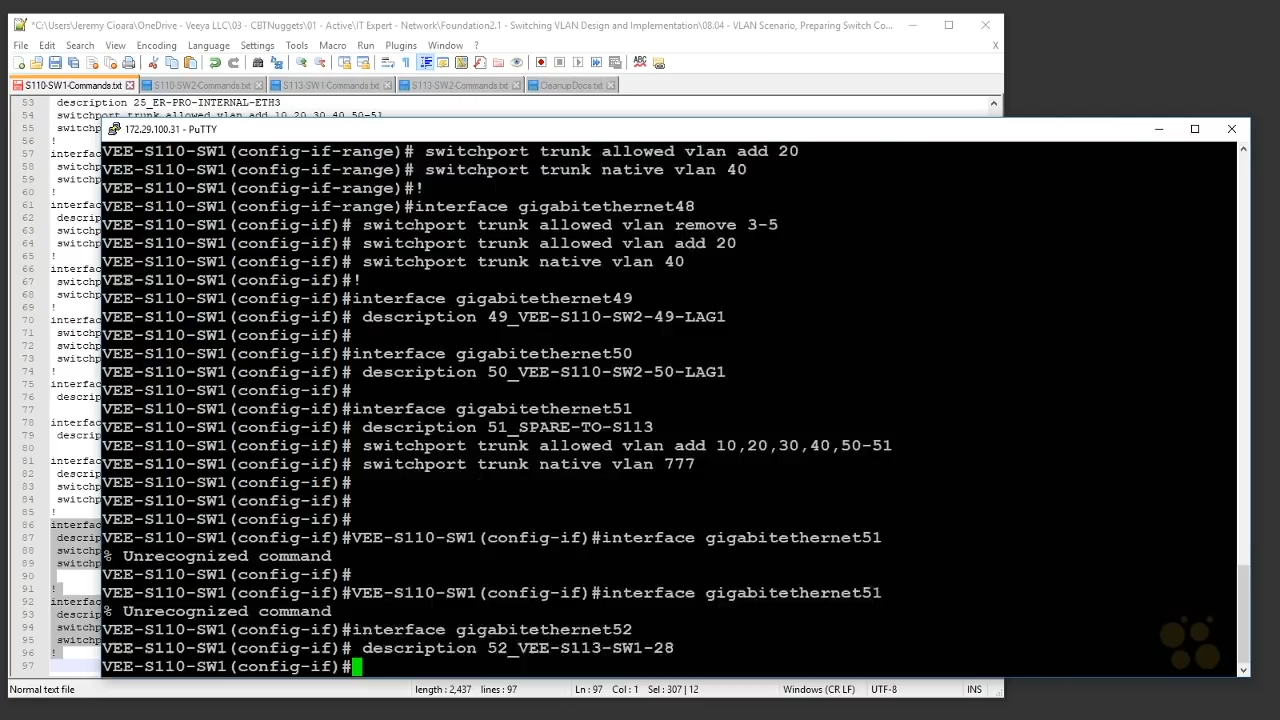 *C:\Users\Jeremy Cioara\OneDrive - Veeya LLC\03 - CBTNuggets\01 - Active\IT Expert - Network\Foundation2.1 - Switching VLAN Design and Implementation\08.04 - VLAN Scenario, Preparing Switch Co...
File Edit Search View Encoding Language Settings Tools Macro Run Plugins Window ? X
S110-SW1-Commands.txt S110-SW2-Commands.txt S113-SW1-Commands.txt S113-SW2-Commands.txt CleanupDocs.txt
53 description 25_ER-PRO-INTERNAL-ETH3
54 switchport trunk allowed vlan add 10,20,30,40,50-51
55 switchp
56 !
57 interfac
58 switchp
59 switchp
60 !
61 interfac
62 descrip
63 switchp
64 switchp
65 !
66 interfac
67 switchp
68 switchp
69 !
70 interfac
71 switchp
72 switchp
73 switchp
74 !
75 interfac
76 descrip
77
78 interfac
79 descrip
80
81 interfac
82 descrip
83 switchp
84 switchp
85 !
86 interfac
87 descrip
88 switchp
89 switchp
90
91 !
92 interfac
93 descrip
94 switchp
95 switchp
96 !
97
172.29.100.31 - PuTTY
VEE-S110-SW1(config-if-range)# switchport trunk allowed vlan add 20
VEE-S110-SW1(config-if-range)# switchport trunk native vlan 40
VEE-S110-SW1(config-if-range)#!
VEE-S110-SW1(config-if-range)#interface gigabitethernet48
VEE-S110-SW1(config-if)# switchport trunk allowed vlan remove 3-5
VEE-S110-SW1(config-if)# switchport trunk allowed vlan add 20
VEE-S110-SW1(config-if)# switchport trunk native vlan 40
VEE-S110-SW1(config-if)#!
VEE-S110-SW1(config-if)#interface gigabitethernet49
VEE-S110-SW1(config-if)# description 49_VEE-S110-SW2-49-LAG1
VEE-S110-SW1(config-if)#
VEE-S110-SW1(config-if)#interface gigabitethernet50
VEE-S110-SW1(config-if)# description 50_VEE-S110-SW2-50-LAG1
VEE-S110-SW1(config-if)#
VEE-S110-SW1(config-if)#interface gigabitethernet51
VEE-S110-SW1(config-if)# description 51_SPARE-TO-S113
VEE-S110-SW1(config-if)# switchport trunk allowed vlan add 10,20,30,40,50-51
VEE-S110-SW1(config-if)# switchport trunk native vlan 777
VEE-S110-SW1(config-if)#
VEE-S110-SW1(config-if)#
VEE-S110-SW1(config-if)#
VEE-S110-SW1(config-if)#VEE-S110-SW1(config-if)#interface gigabitethernet51
% Unrecognized command
VEE-S110-SW1(config-if)#
VEE-S110-SW1(config-if)#VEE-S110-SW1(config-if)#interface gigabitethernet51
% Unrecognized command
VEE-S110-SW1(config-if)#interface gigabitethernet52
VEE-S110-SW1(config-if)# description 52_VEE-S113-SW1-28
VEE-S110-SW1(config-if)#
Normal text file length : 2,437 lines : 97 Ln : 97 Col : 1 Sel : 307 | 12 Windows (CR LF) UTF-8 INS